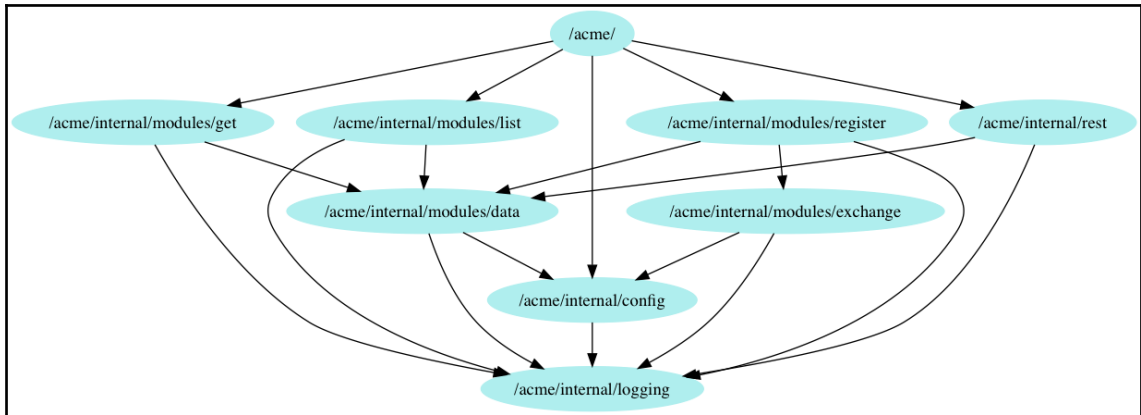 /acme/
/acme/internal/modules/get
/acme/internal/modules/list
/acme/internal/modules/register
/acme/internal/rest
/acme/internal/modules/data
/acme/internal/modules/exchange
/acme/internal/config
/acme/internal/logging